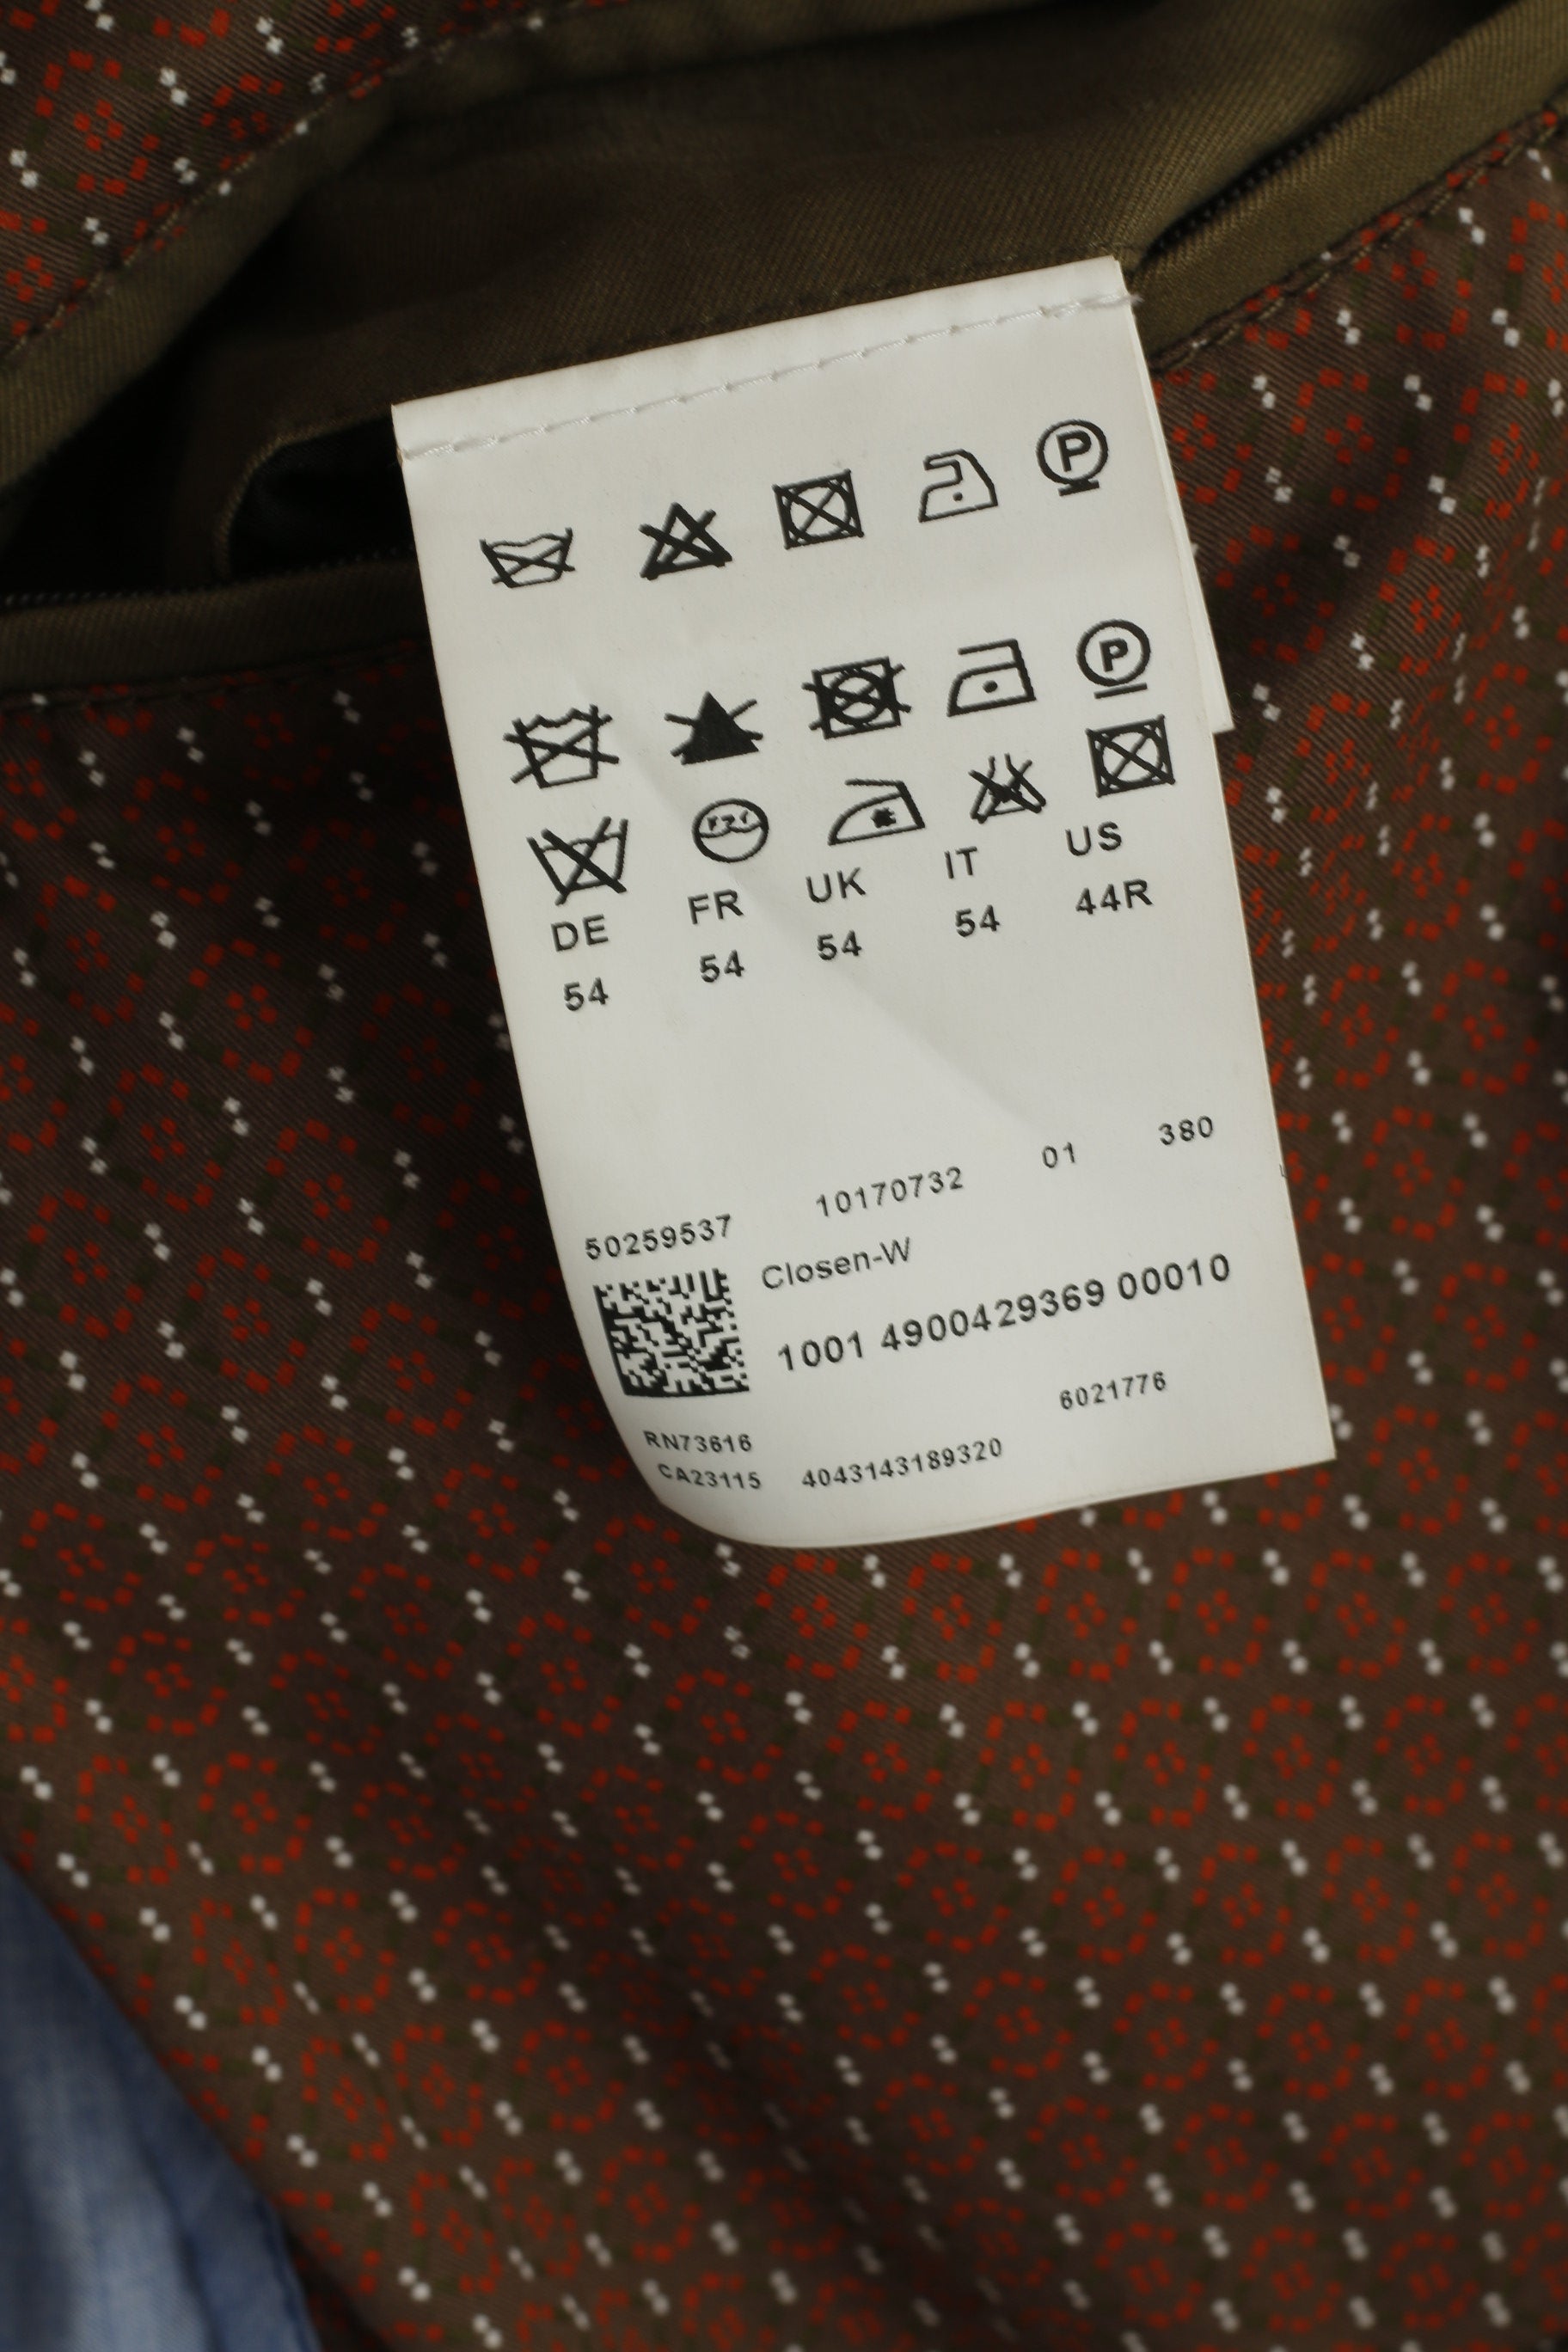 P
P
DE FR UK IT US
54 54 54 54 44R
50259537 10170732 01 380
Closen-W
1001 4900429369 00010
6021776
RN73616
CA23115 4043143189320